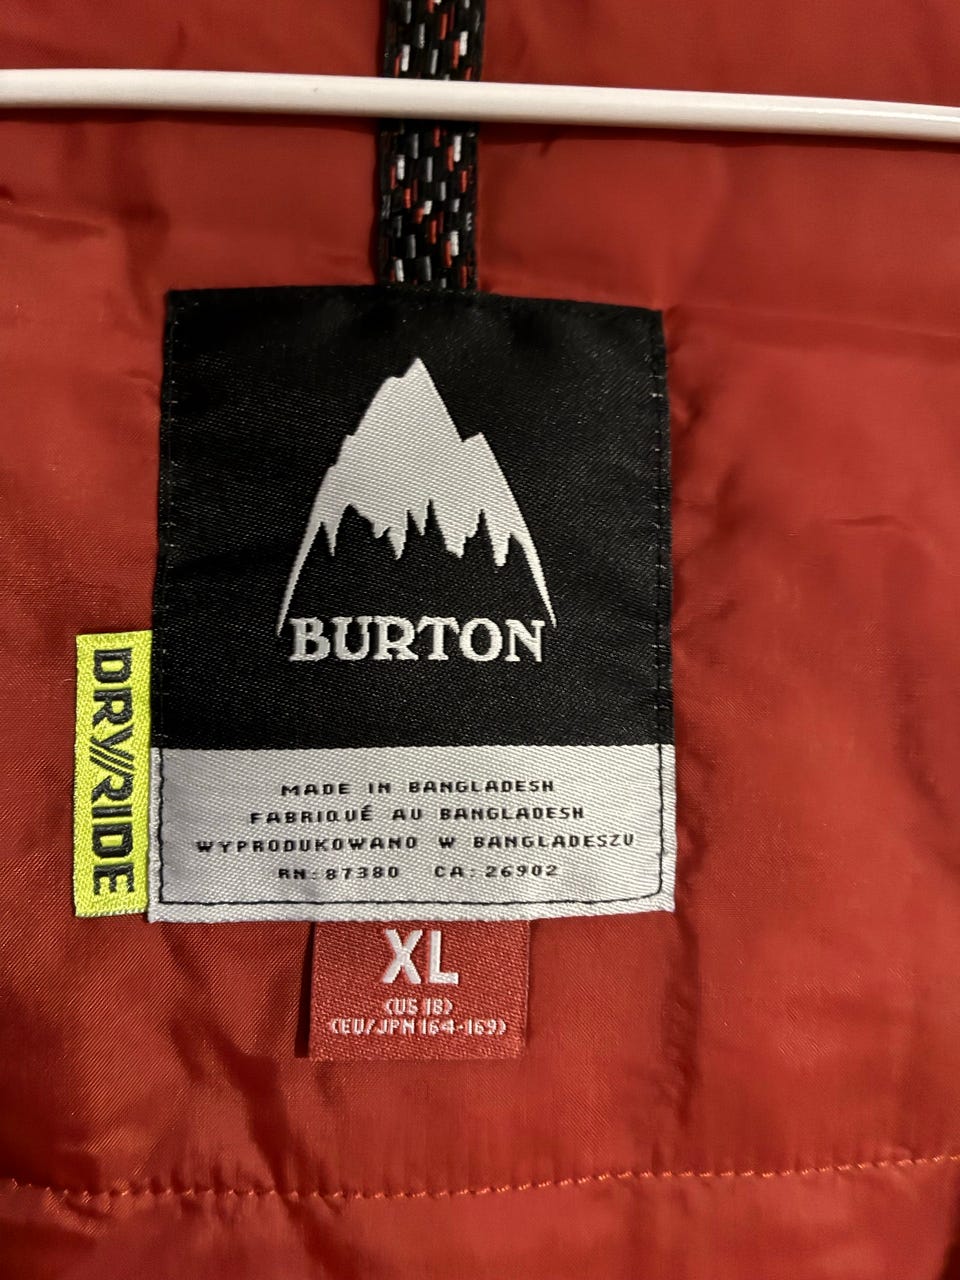 BURTON
DRY//RIDE
MADE IN BANGLADESH
FABRIQUÉ AU BANGLADESH
WYPRODUKOWANO W BANGLADESZU
RN: 87380 CA: 26902
XL
(US 18)
(EU/JPN 164-169)